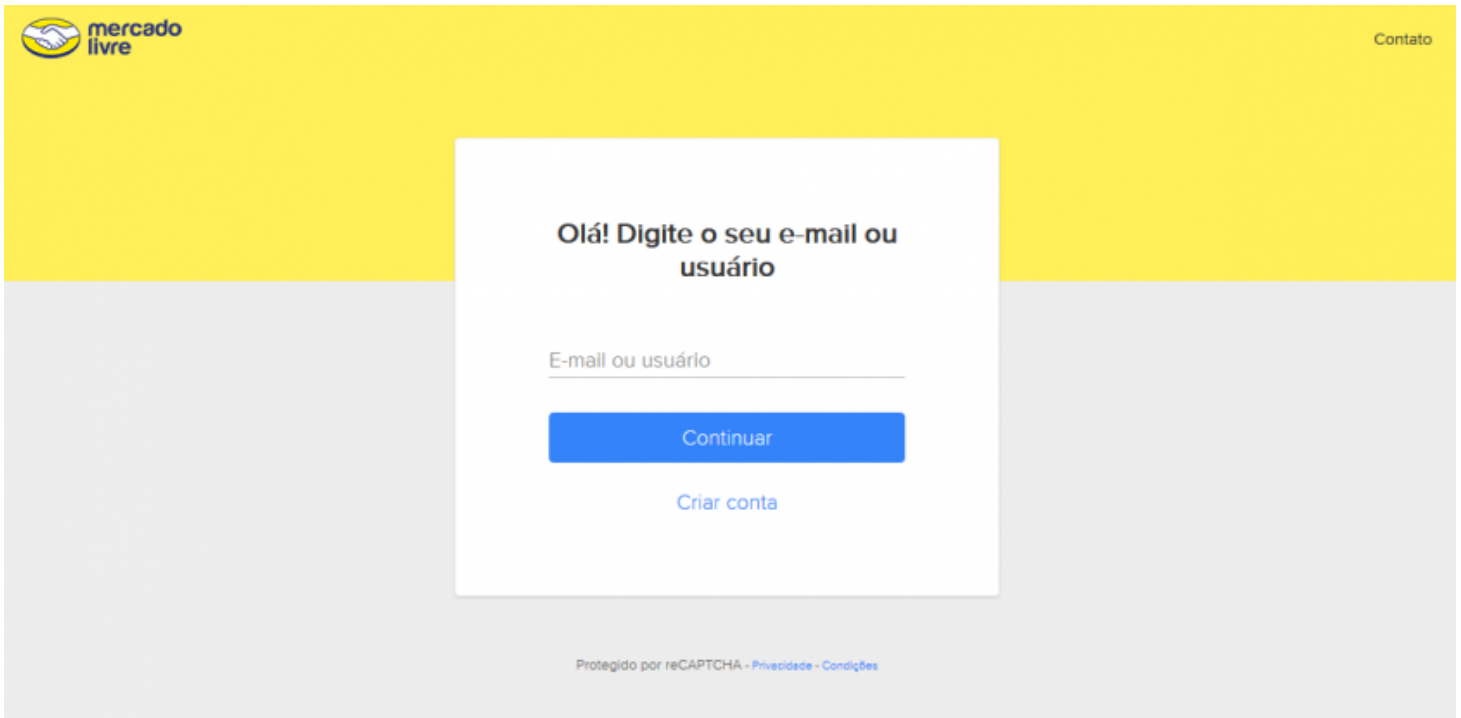 mercado
livre
Contato
Olá! Digite o seu e-mail ou
usuário
E-mail ou usuário
Continuar
Criar conta
Protegido por reCAPTCHA - Privacidade - Condições